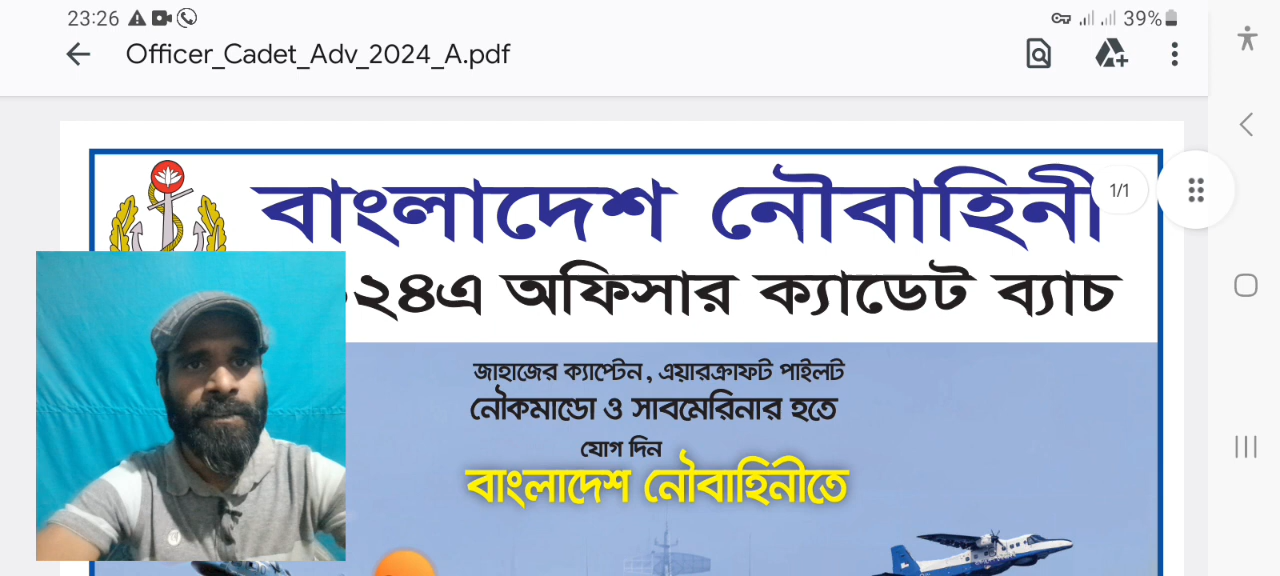 23:26 39%
Officer_Cadet_Adv_2024_A.pdf
1/1
বাংলাদেশ নৌবাহিনী
২৪এ অফিসার ক্যাডেট ব্যাচ
জাহাজের ক্যাপ্টেন, এয়ারক্রাফট পাইলট
নৌকমান্ডো ও সাবমেরিনার হতে
যোগ দিন
বাংলাদেশ নৌবাহিনীতে